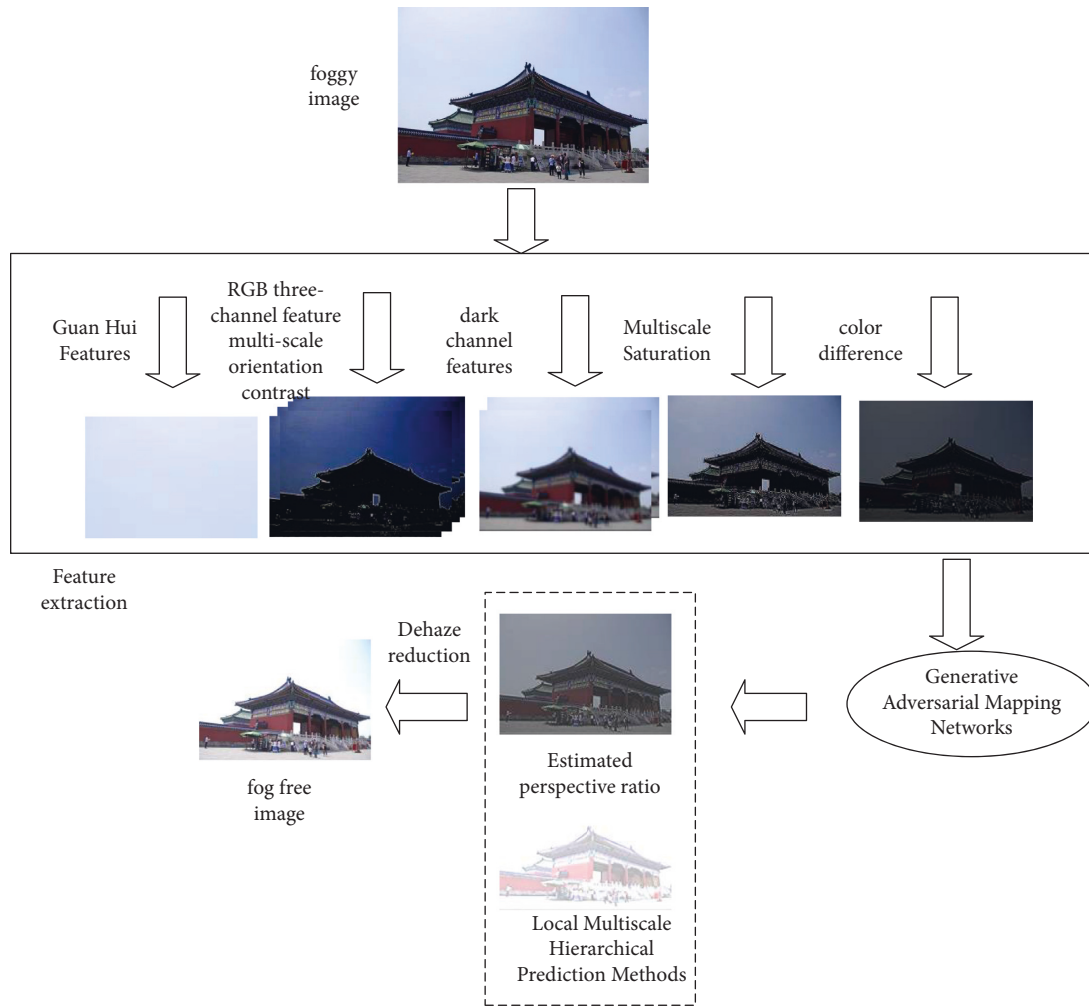 foggy
image
Guan Hui
Features
RGB three-
channel feature
multi-scale
orientation
contrast
dark
channel
features
Multiscale
Saturation
color
difference
Feature
extraction
Generative
Adversarial Mapping
Networks
Estimated
perspective ratio
Local Multiscale
Hierarchical
Prediction Methods
Dehaze
reduction
fog free
image